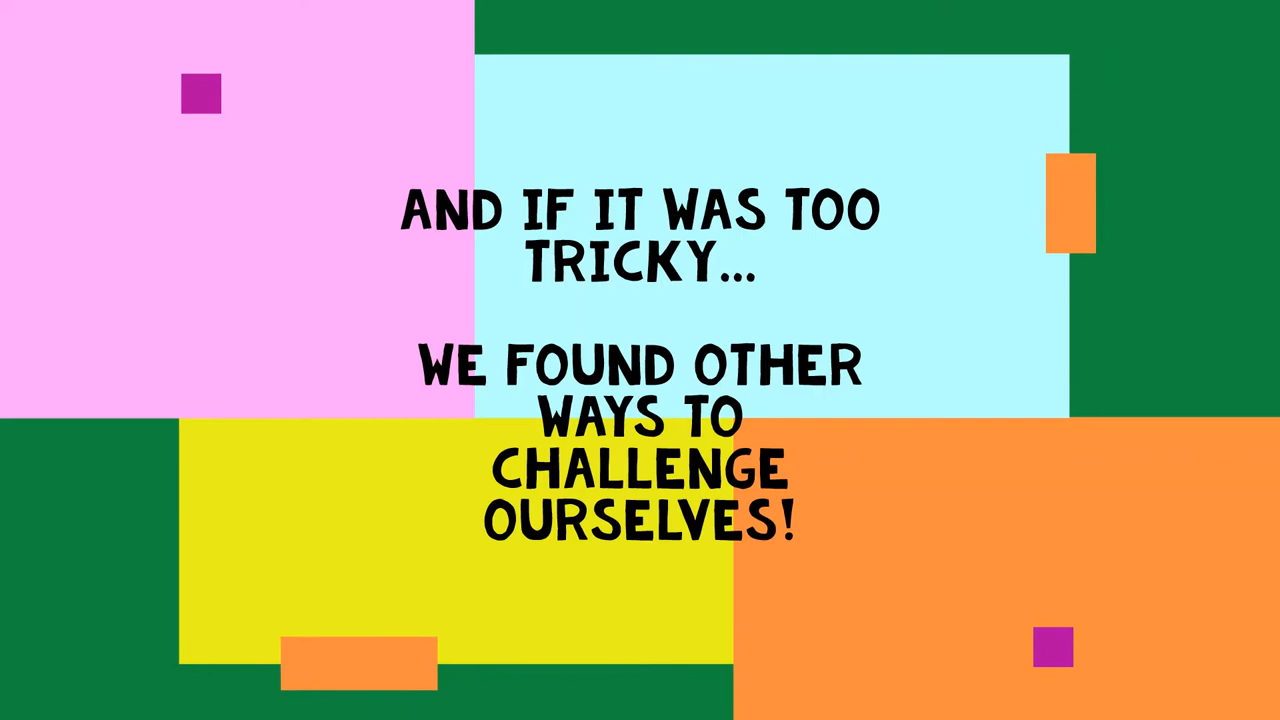 AND IF IT WAS TOO
TRICKY...
WE FOUND OTHER
WAYS TO
CHALLENGE
OURSELVES!